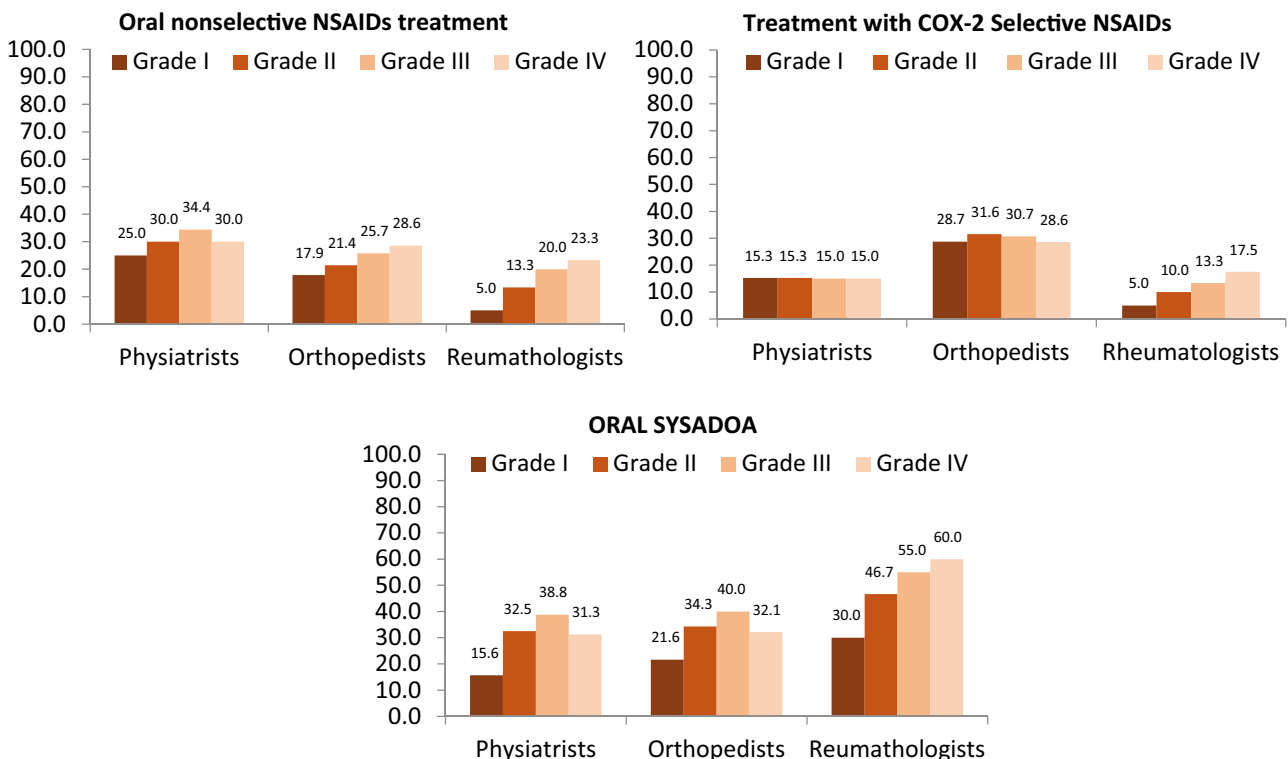 Oral nonselective NSAIDs treatment
100.0
90.0
80.0
70.0
60.0
50.0
40.0
30.0
20.0
10.0
0.0
Grade I Grade II Grade III Grade IV
25.0 30.0 34.4 30.0
17.9 21.4 25.7 28.6
5.0 13.3 20.0 23.3
Physiatrists Orthopedists Reumathologists
Treatment with COX-2 Selective NSAIDs
100.0
90.0
80.0
70.0
60.0
50.0
40.0
30.0
20.0
10.0
0.0
Grade I Grade II Grade III Grade IV
15.3 15.3 15.0 15.0
28.7 31.6 30.7 28.6
5.0 10.0 13.3 17.5
Physiatrists Orthopedists Rheumatologists
ORAL SYSADOA
100.0
90.0
80.0
70.0
60.0
50.0
40.0
30.0
20.0
10.0
0.0
Grade I Grade II Grade III Grade IV
15.6 32.5 38.8 31.3
21.6 34.3 40.0 32.1
30.0 46.7 55.0 60.0
Physiatrists Orthopedists Reumathologists